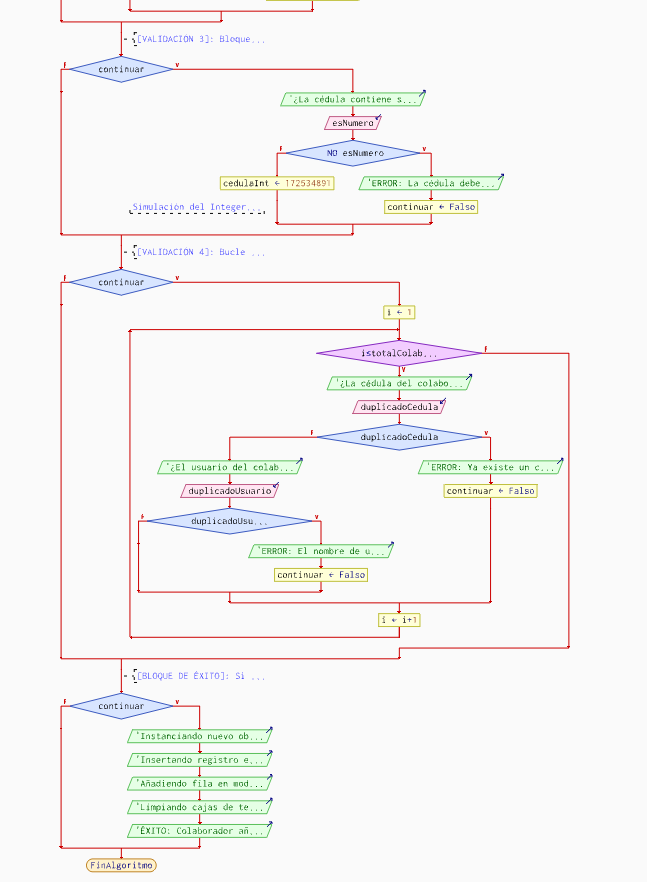 [VALIDACIÓN 3]: Bloque...
continuar
F
V
'¿La cédula contiene s...
esNumero
NO esNumero
F
V
cedulaInt ← 172534891
'ERROR: La cédula debe...
Simulación del Integer...
continuar ← Falso
[VALIDACIÓN 4]: Bucle ...
continuar
F
V
i ← 1
i≤totalColab...
F
V
'¿La cédula del colabo...
duplicadoCedula
duplicadoCedula
F
V
'¿El usuario del colab...
'ERROR: Ya existe un c...
duplicadoUsuario
continuar ← Falso
duplicadoUsu...
F
V
'ERROR: El nombre de u...
continuar ← Falso
i ← i+1
[BLOQUE DE ÉXITO]: Si ...
continuar
F
V
'Instanciando nuevo ob...
'Insertando registro e...
'Añadiendo fila en mod...
'Limpiando cajas de te...
'ÉXITO: Colaborador añ...
FinAlgoritmo